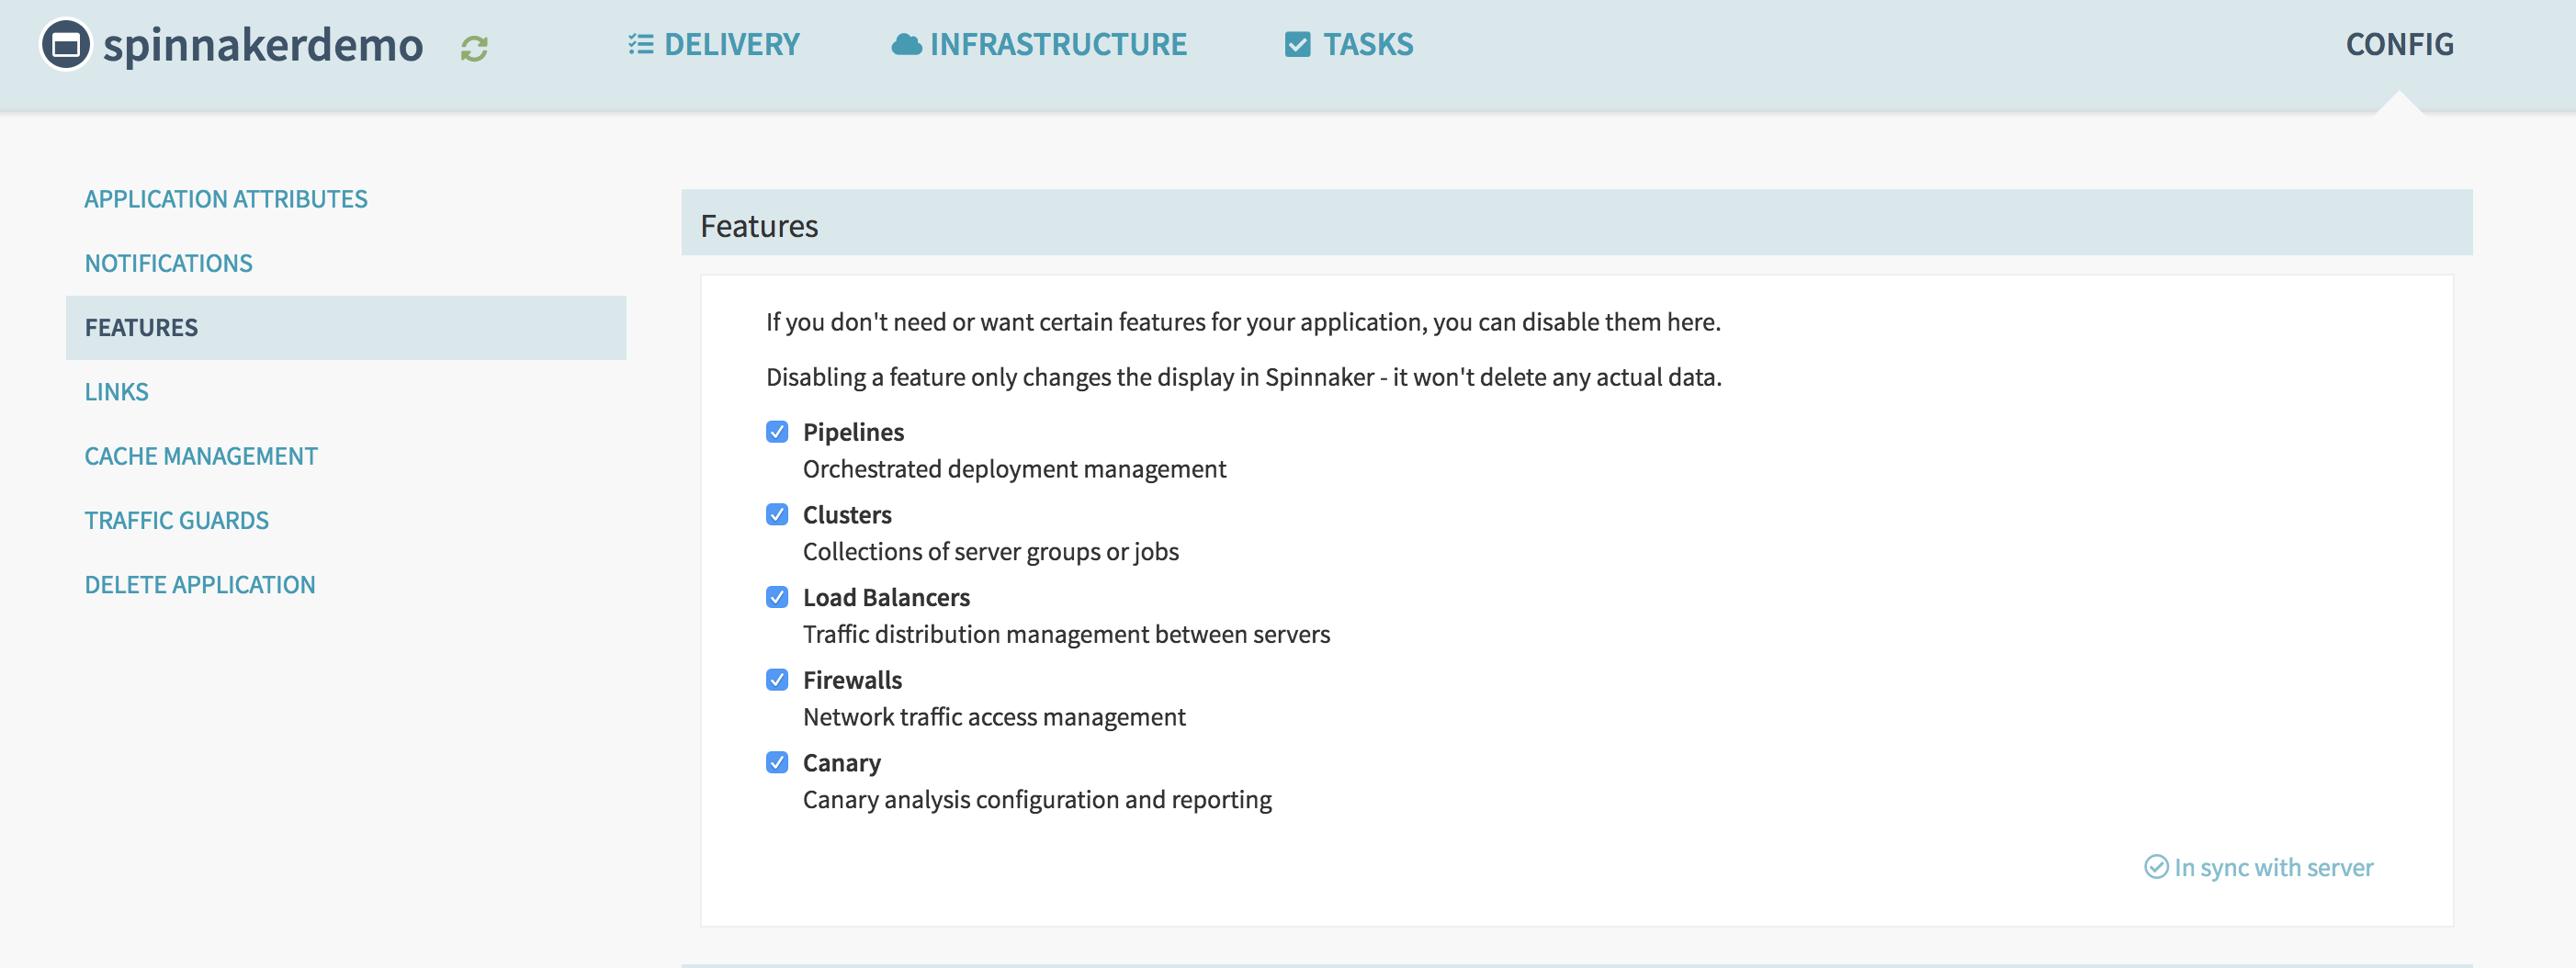 spinnakerdemo
DELIVERY
INFRASTRUCTURE
TASKS
CONFIG
APPLICATION ATTRIBUTES
NOTIFICATIONS
FEATURES
LINKS
CACHE MANAGEMENT
TRAFFIC GUARDS
DELETE APPLICATION
Features
If you don't need or want certain features for your application, you can disable them here.
Disabling a feature only changes the display in Spinnaker - it won't delete any actual data.
Pipelines
Orchestrated deployment management
Clusters
Collections of server groups or jobs
Load Balancers
Traffic distribution management between servers
Firewalls
Network traffic access management
Canary
Canary analysis configuration and reporting
In sync with server